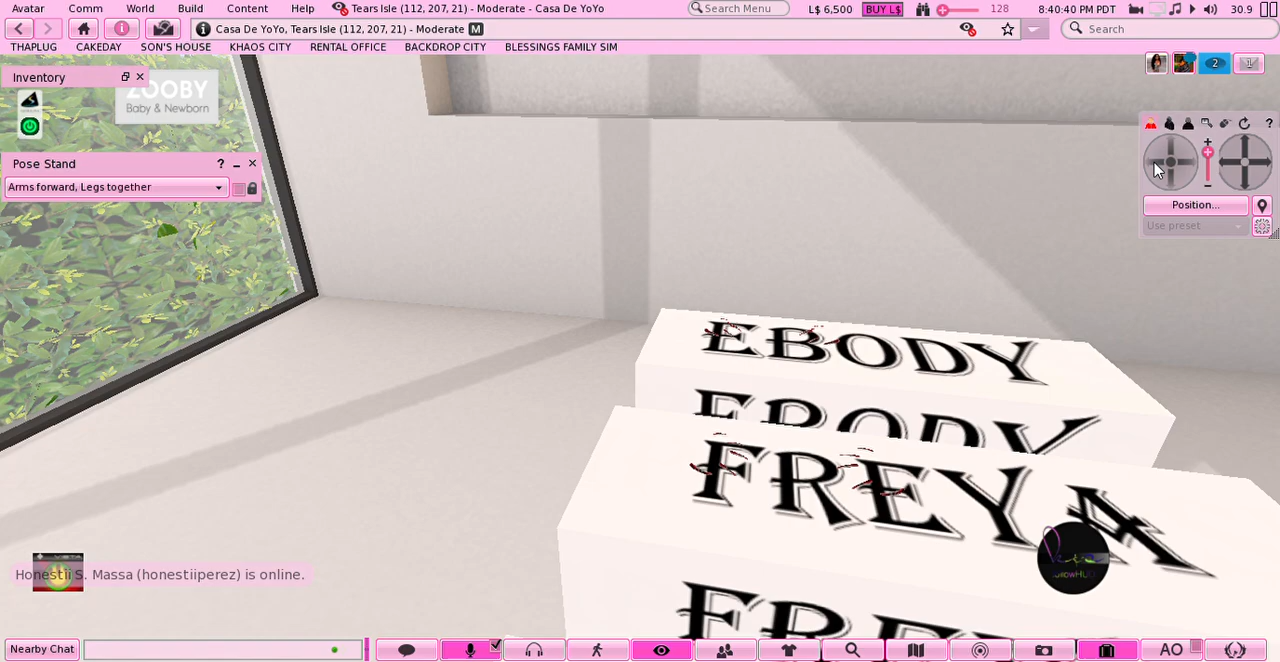 Avatar Comm World Build Content Help Tears Isle (112, 207, 21) - Moderate - Casa De YoYo Search Menu L$ 6,500 BUY L$ 128 8:40:40 PM PDT 30.9
Casa De YoYo, Tears Isle (112, 207, 21) - Moderate M Search
THAPLUG CAKEDAY SON'S HOUSE KHAOS CITY RENTAL OFFICE BACKDROP CITY BLESSINGS FAMILY SIM
2 1
Inventory
ZOOBY
Baby & Newborn
?
Pose Stand ?
Arms forward, Legs together
Position...
Use preset
EBODY
EBODY
FREYA
FREYA
Honestii S. Massa (honestiiperez) is online.
Nearby Chat AO